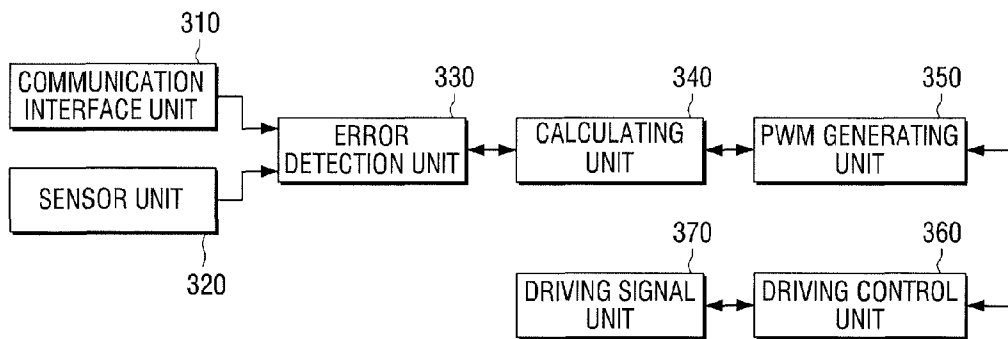 310
COMMUNICATION
INTERFACE UNIT
330
ERROR
DETECTION UNIT
340
CALCULATING
UNIT
350
PWM GENERATING
UNIT
SENSOR UNIT
320
370
DRIVING SIGNAL
UNIT
360
DRIVING CONTROL
UNIT